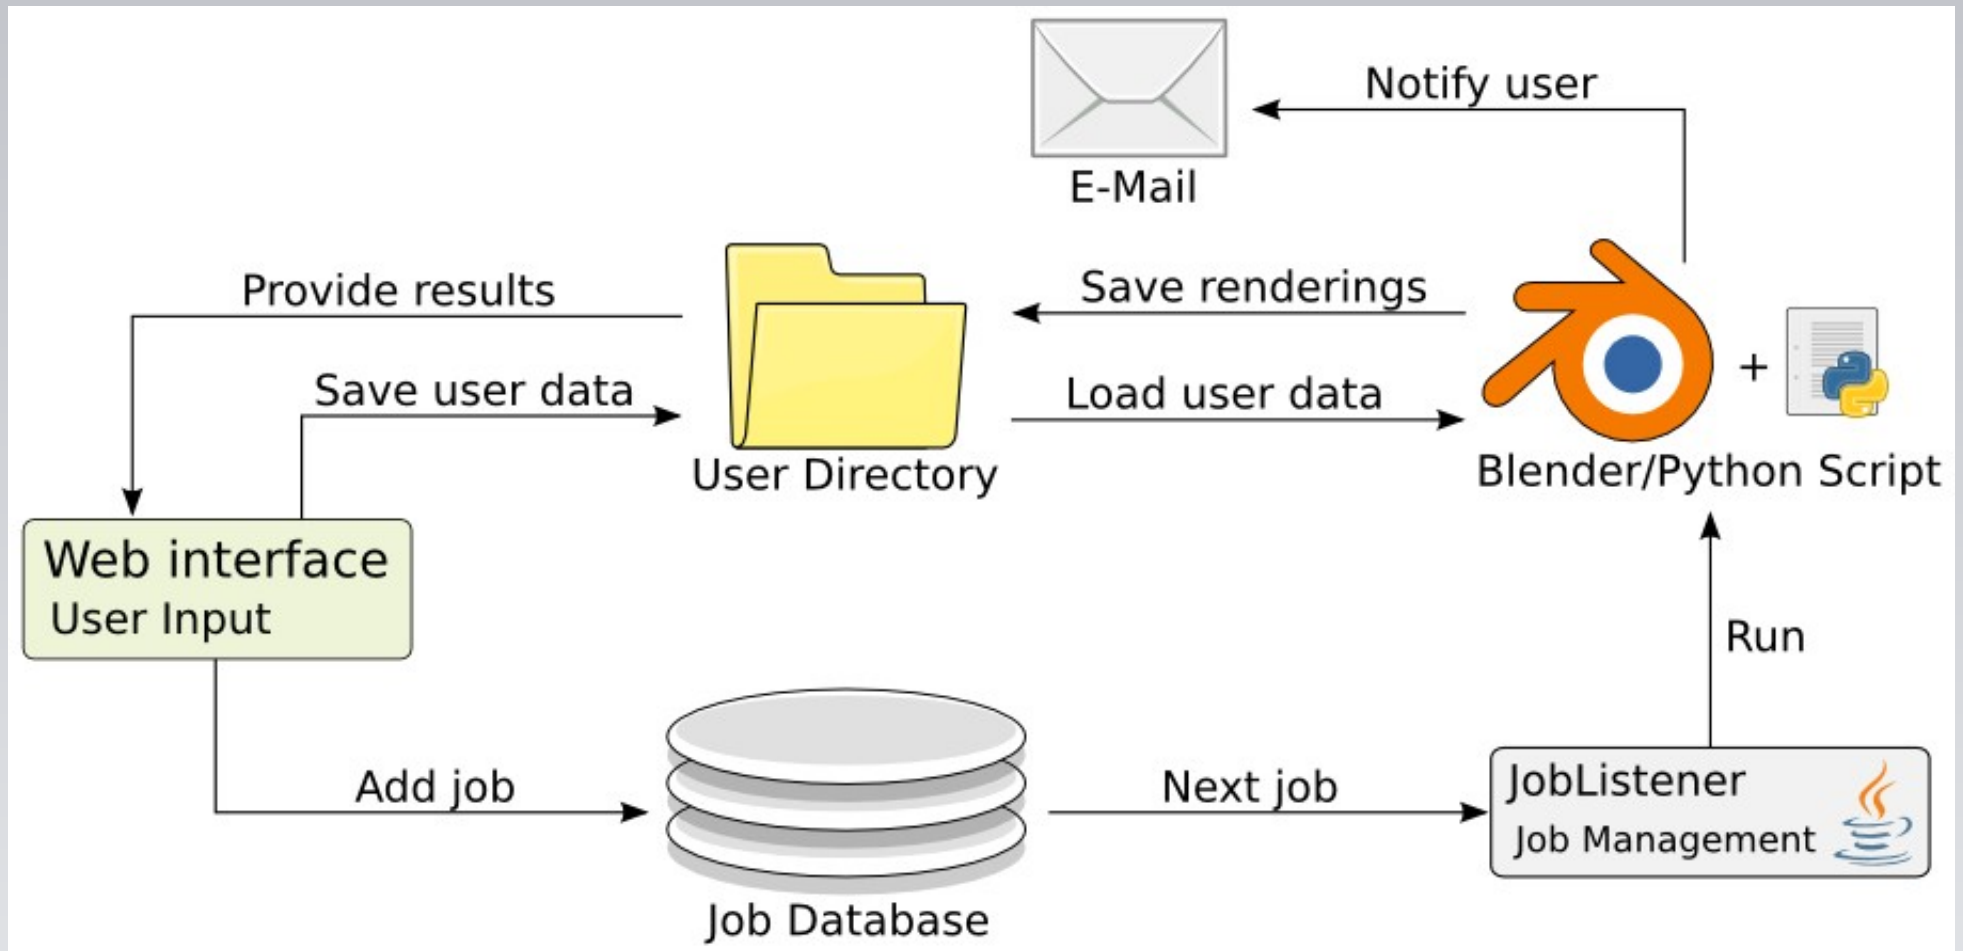 Notify user
E-Mail
Provide results
Save renderings
Save user data
Load user data
+
User Directory
Blender/Python Script
Web interface
User Input
Run
Add job
Next job
JobListener
Job Management
Job Database